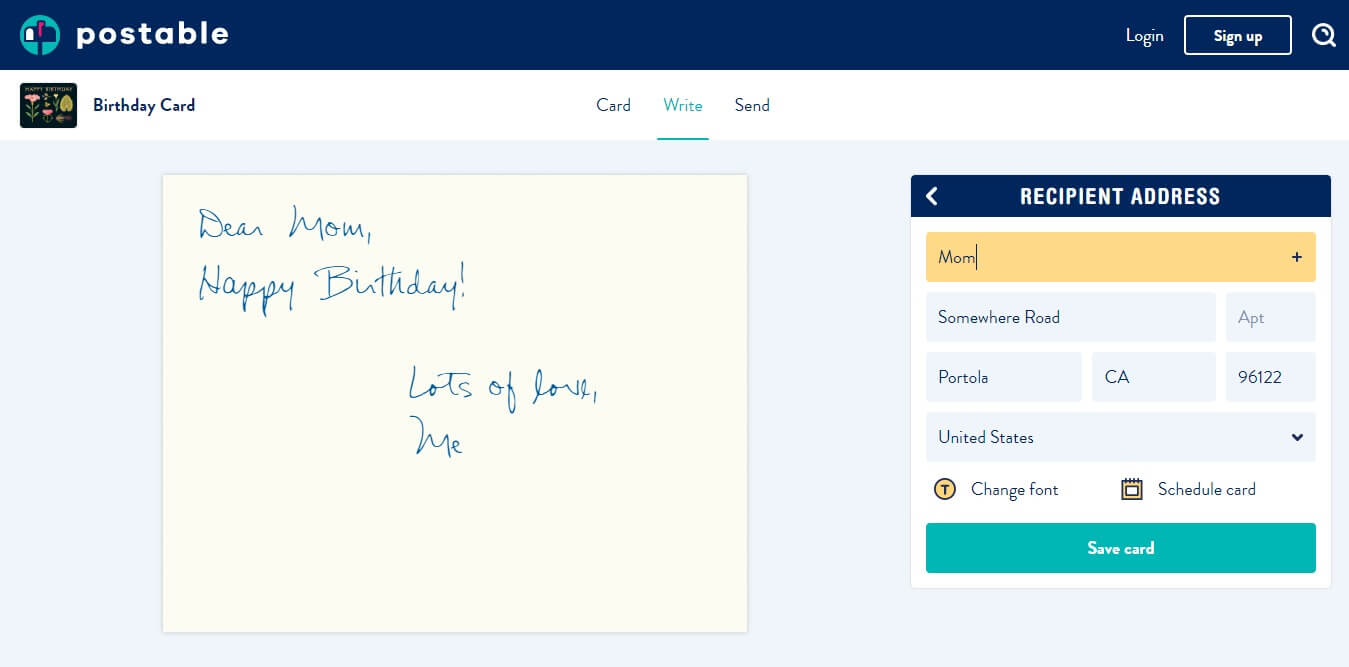 postable
Login
Sign up
HAPPY BIRTHDAY
Birthday Card
Card
Write
Send
Dear Mom,
Happy Birthday!
Lots of love,
Me
RECIPIENT ADDRESS
Mom
+
Somewhere Road
Apt
Portola
CA
96122
United States
T
Change font
Schedule card
Save card